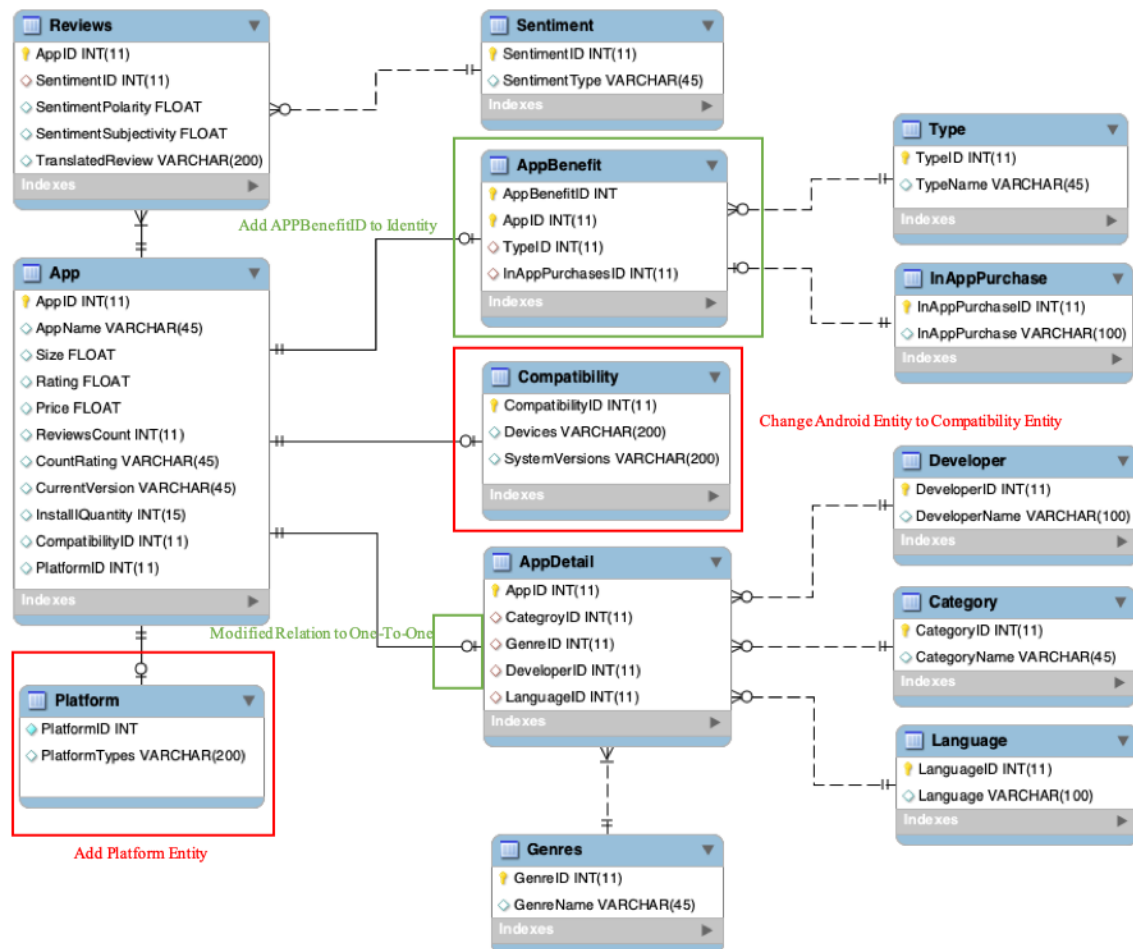 Reviews
AppID INT(11)
SentimentID INT(11)
SentimentPolarity FLOAT
SentimentSubjectivity FLOAT
TranslatedReview VARCHAR(200)
Indexes
Sentiment
SentimentID INT(11)
SentimentType VARCHAR(45)
Indexes
AppBenefit
AppBenefitID INT
AppID INT(11)
TypeID INT(11)
InAppPurchasesID INT(11)
Indexes
Type
TypeID INT(11)
TypeName VARCHAR(45)
Indexes
Add APPBenefitID to Identity
App
AppID INT(11)
AppName VARCHAR(45)
Size FLOAT
Rating FLOAT
Price FLOAT
ReviewsCount INT(11)
CountRating VARCHAR(45)
CurrentVersion VARCHAR(45)
InstallQuantity INT(15)
CompatibilityID INT(11)
PlatformID INT(11)
Indexes
InAppPurchase
InAppPurchaseID INT(11)
InAppPurchase VARCHAR(100)
Indexes
Compatibility
CompatibilityID INT(11)
Devices VARCHAR(200)
SystemVersions VARCHAR(200)
Indexes
Change Android Entity to Compatibility Entity
Developer
DeveloperID INT(11)
DeveloperName VARCHAR(100)
Indexes
AppDetail
AppID INT(11)
CategroyID INT(11)
GenreID INT(11)
DeveloperID INT(11)
LanguageID INT(11)
Indexes
Category
CategoryID INT(11)
CategoryName VARCHAR(45)
Indexes
Modified Relation to One-To-One
Platform
PlatformID INT
PlatformTypes VARCHAR(200)
Add Platform Entity
Language
LanguageID INT(11)
Language VARCHAR(100)
Indexes
Genres
GenreID INT(11)
GenreName VARCHAR(45)
Indexes